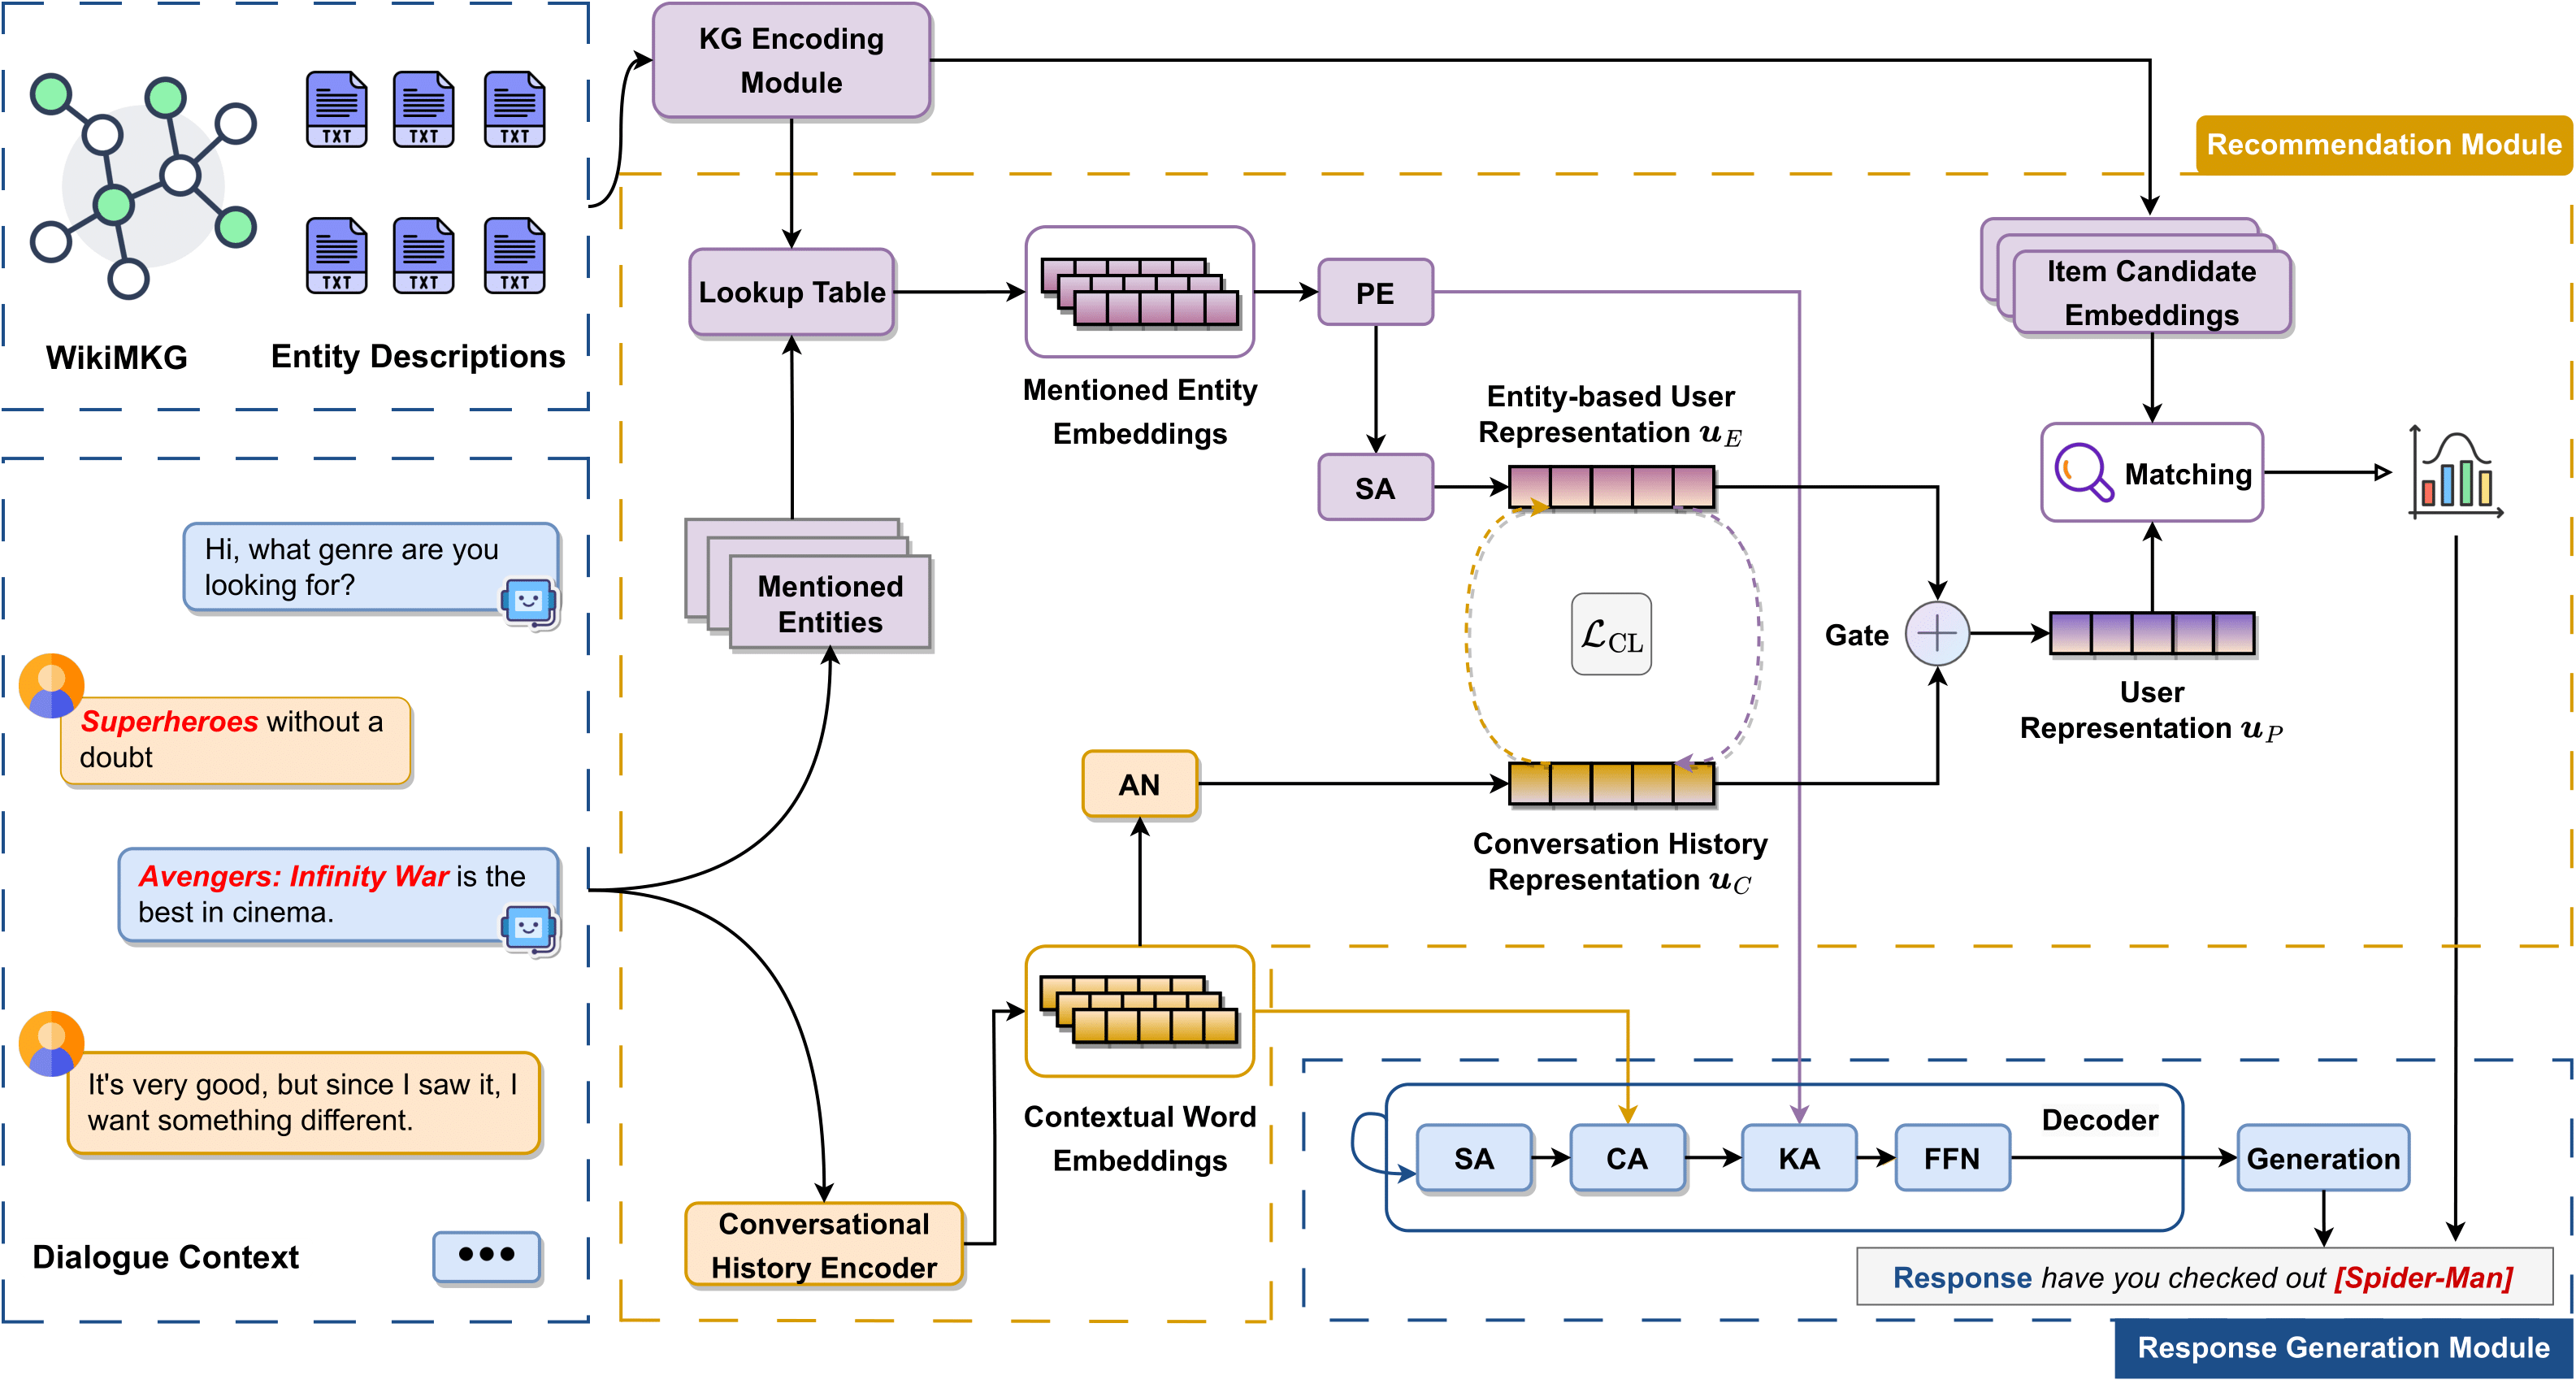 KG Encoding
Module
Recommendation Module
TXT
TXT
TXT
TXT
TXT
TXT
WikiMKG
Entity Descriptions
Lookup Table
Mentioned Entity
Embeddings
PE
SA
Entity-based User
Representation u_E
Item Candidate
Embeddings
Matching
Hi, what genre are you
looking for?
Superheroes without a
doubt
Avengers: Infinity War is the
best in cinema.
It's very good, but since I saw it, I
want something different.
Dialogue Context
•••
Mentioned
Entities
ℒ_CL
Gate
User
Representation u_P
AN
Conversation History
Representation u_C
Contextual Word
Embeddings
Conversational
History Encoder
Decoder
SA
CA
KA
FFN
Generation
Response have you checked out [Spider-Man]
Response Generation Module